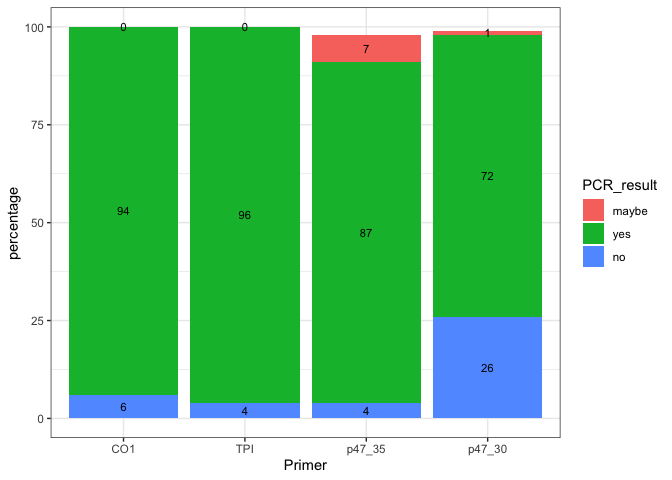 100
75
50
25
0
percentage
0
0
7
1
94
96
87
72
6
4
4
26
CO1
TPI
p47_35
p47_30
Primer
PCR_result
maybe
yes
no